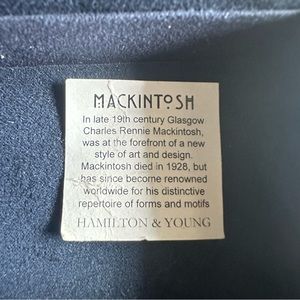 MACKINTOSH
In late 19th century Glasgow
Charles Rennie Mackintosh,
was at the forefront of a new
style of art and design.
Mackintosh died in 1928, but
has since become renowned
worldwide for his distinctive
repertoire of forms and motifs
HAMILTON & YOUNG